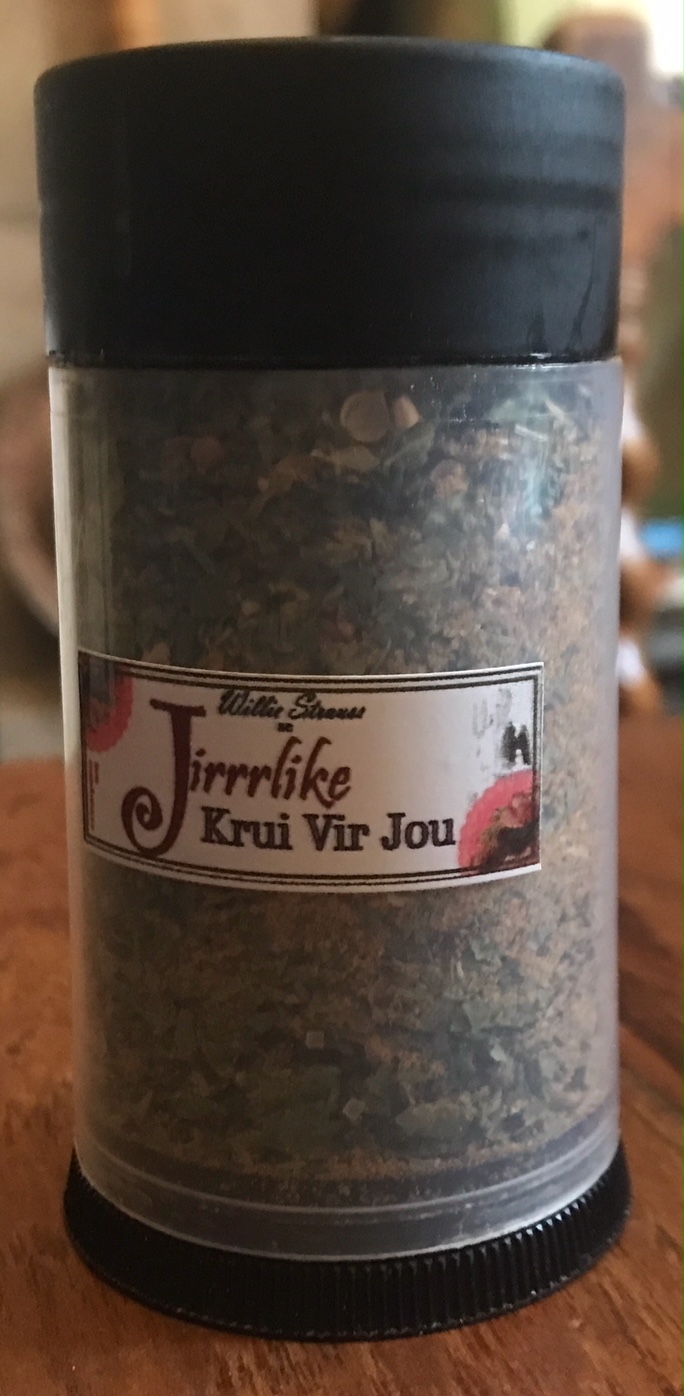 Willie Strauss
se
Jirrrlike
Krui Vir Jou